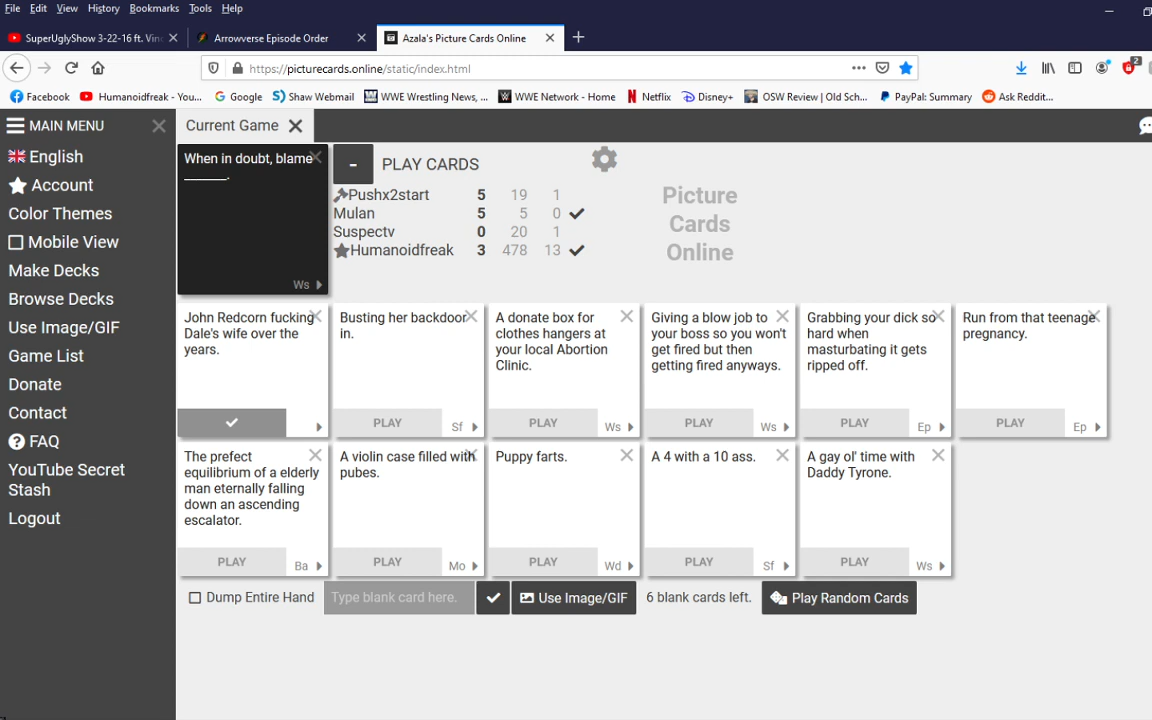 File Edit View History Bookmarks Tools Help
SuperUglyShow 3-22-16 ft. Vinc
Arrowverse Episode Order
Azala's Picture Cards Online
https://picturecards.online/static/index.html
2
Facebook Humanoidfreak - You... Google Shaw Webmail WWE Wrestling News, ... WWE Network - Home Netflix Disney+ OSW Review | Old Sch... PayPal: Summary Ask Reddit...
MAIN MENU
English
Account
Color Themes
Mobile View
Make Decks
Browse Decks
Use Image/GIF
Game List
Donate
Contact
FAQ
YouTube Secret
Stash
Logout
Current Game
When in doubt, blame
______.
Ws
- PLAY CARDS
Pushx2start 5 19 1
Mulan 5 5 0
Suspectv 0 20 1
Humanoidfreak 3 478 13
Picture
Cards
Online
John Redcorn fucking
Dale's wife over the
years.
Busting her backdoor
in.
PLAY Sf
A donate box for
clothes hangers at
your local Abortion
Clinic.
PLAY Ws
Giving a blow job to
your boss so you won't
get fired but then
getting fired anyways.
PLAY Ws
Grabbing your dick so
hard when
masturbating it gets
ripped off.
PLAY Ep
Run from that teenage
pregnancy.
PLAY Ep
The prefect
equilibrium of a elderly
man eternally falling
down an ascending
escalator.
PLAY Ba
A violin case filled with
pubes.
PLAY Mo
Puppy farts.
PLAY Wd
A 4 with a 10 ass.
PLAY Sf
A gay ol' time with
Daddy Tyrone.
PLAY Ws
Dump Entire Hand
Type blank card here.
Use Image/GIF
6 blank cards left.
Play Random Cards